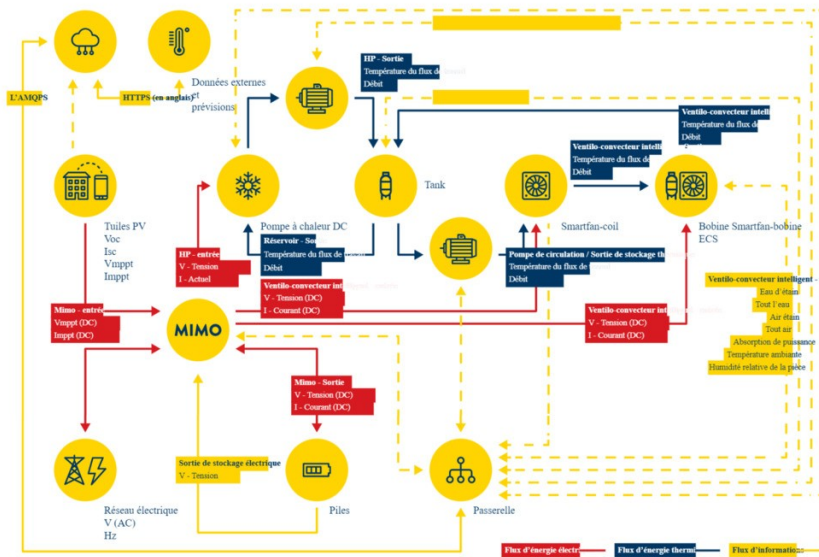 HP - Sortie
Température du flux de
Débit
L'AMQPS
HTTPS (en anglais)
Données externes
et
prévisions
Ventilo-convecteur intelli
Température du flux de
Débit
Ventilo-convecteur intelli
Température du flux de
Débit
Tank
Tuiles PV
Voc
Isc
Vmppt
Imppt
Pompe à chaleur DC
Smartfan-coil
Bobine Smartfan-bobine
ECS
HP - entrée
V - Tension
I - Actuel
Réservoir - So
Température du flux de
Débit
Pompe de circulation / Sortie de stockage th
Température du flux de
Débit
Ventilo-convecteur int
V - Tension (DC)
I - Courant (DC)
Mimo - entrée
Vmppt (DC)
Imppt (DC)
MIMO
Ventilo-convecteur int
V - Tension (DC)
I - Courant (DC)
Ventilo-convecteur intelligent -
Eau d'étain
Tout l'eau
Air étain
Tout air
Absorption de puissance
Température ambiante
Humidité relative de la pièce
Mimo - Sortie
V - Tension (DC)
I - Courant (DC)
Sortie de stockage électrique
V - Tension
Réseau électrique
V (AC)
Hz
Piles
Passerelle
Flux d'énergie électr
Flux d'énergie thermi
Flux d'informations